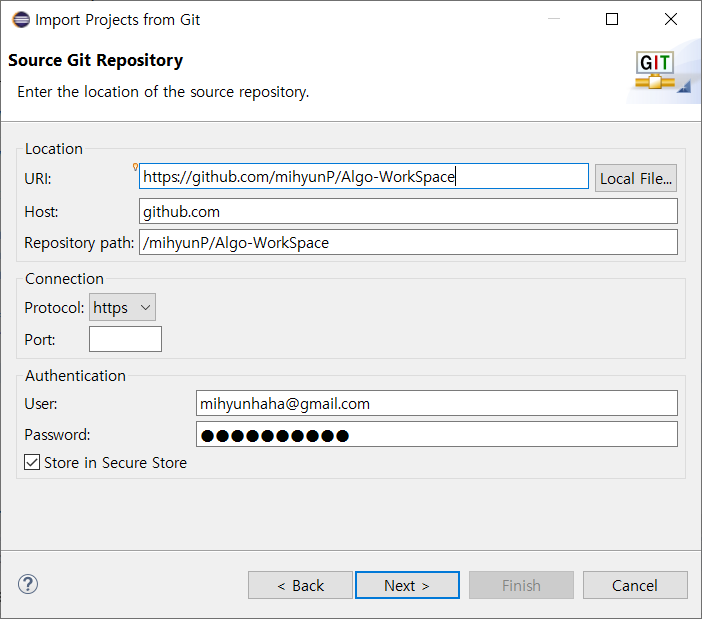 Import Projects from Git
Source Git Repository
Enter the location of the source repository.
GIT
Location
URI: https://github.com/mihyunP/Algo-WorkSpace Local File...
Host: github.com
Repository path: /mihyunP/Algo-WorkSpace
Connection
Protocol: https
Port:
Authentication
User: mihyunhaha@gmail.com
Password: ●●●●●●●●●●
Store in Secure Store
? < Back Next > Finish Cancel